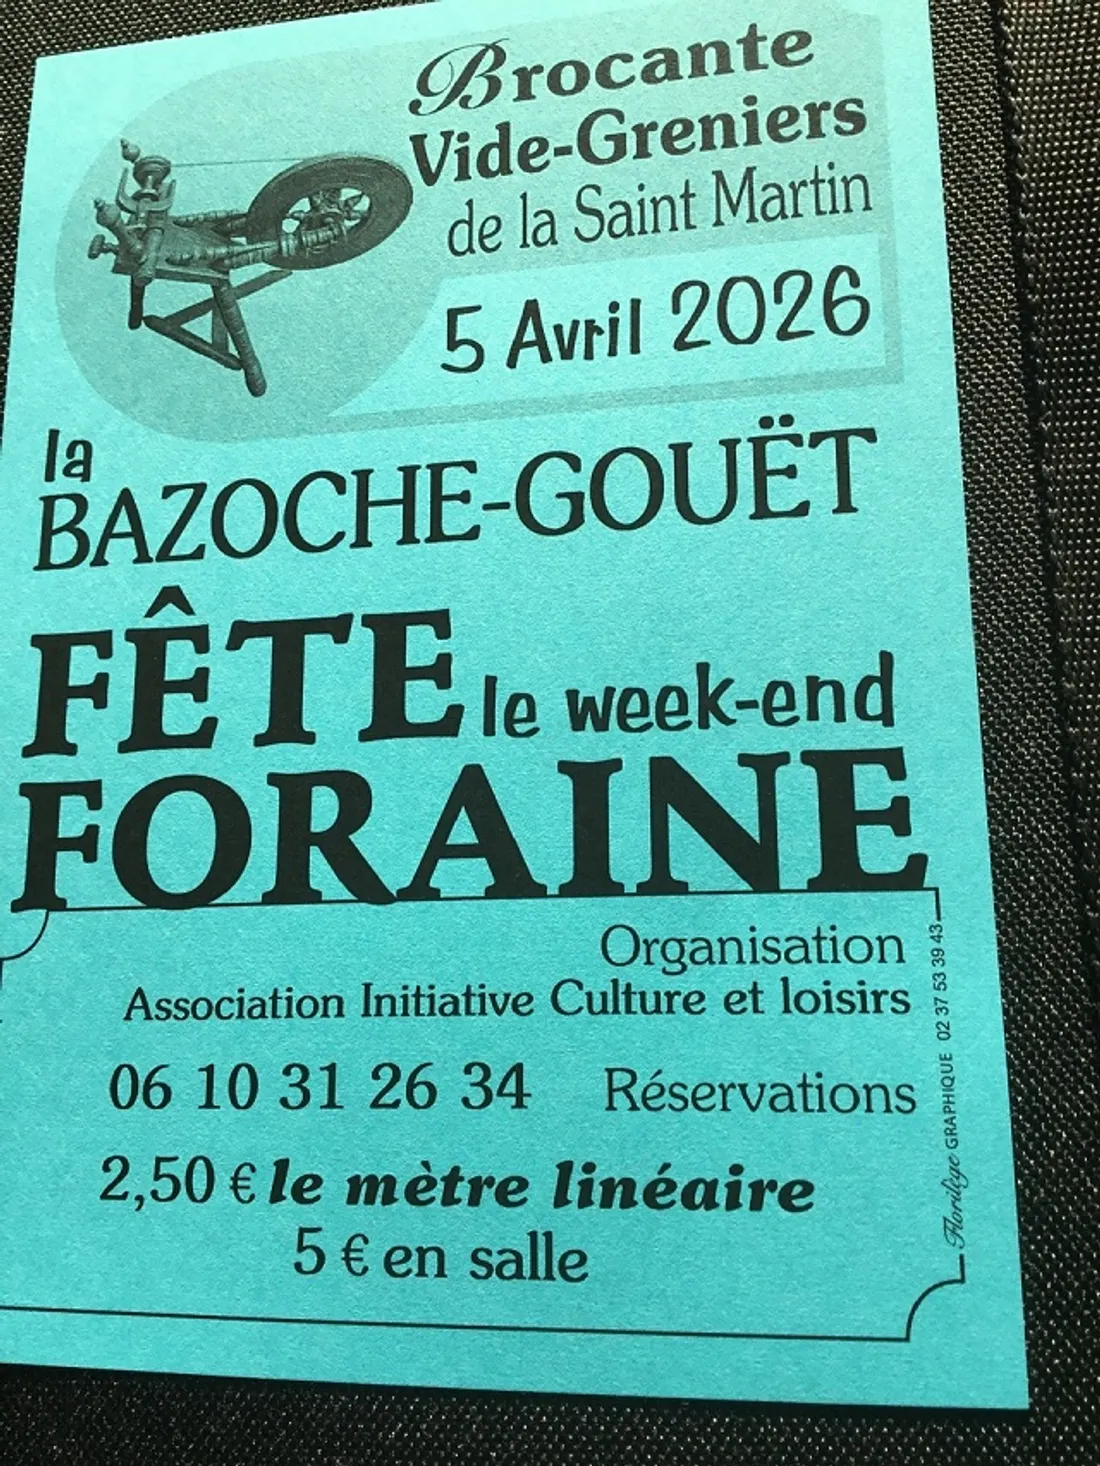 Brocante
Vide-Greniers
de la Saint Martin
5 Avril 2026
la
BAZOCHE-GOUËT
FÊTE le week-end
FORAINE
Organisation
Association Initiative Culture et loisirs
06 10 31 26 34 Réservations
2,50 € le mètre linéaire
5 € en salle
Florilège GRAPHIQUE 02 37 53 39 43